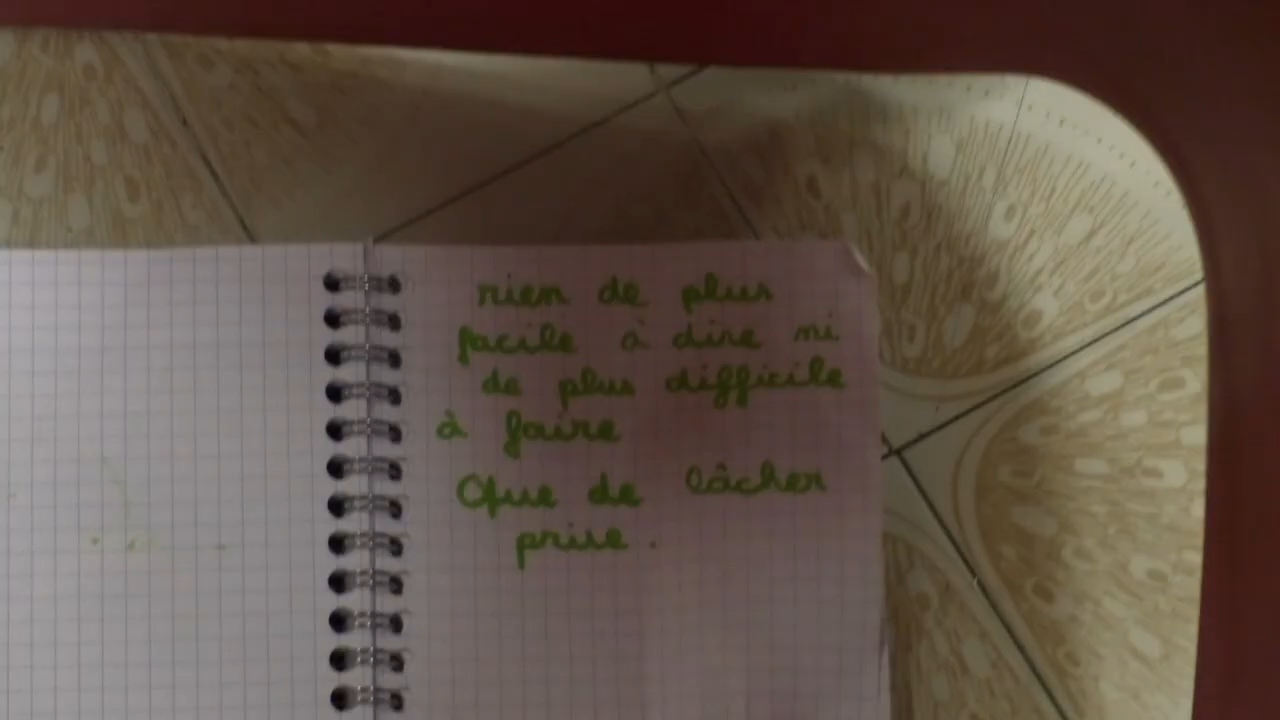 rien de plus
facile à dire ni
de plus difficile
à faire
Que de lâcher
prise.